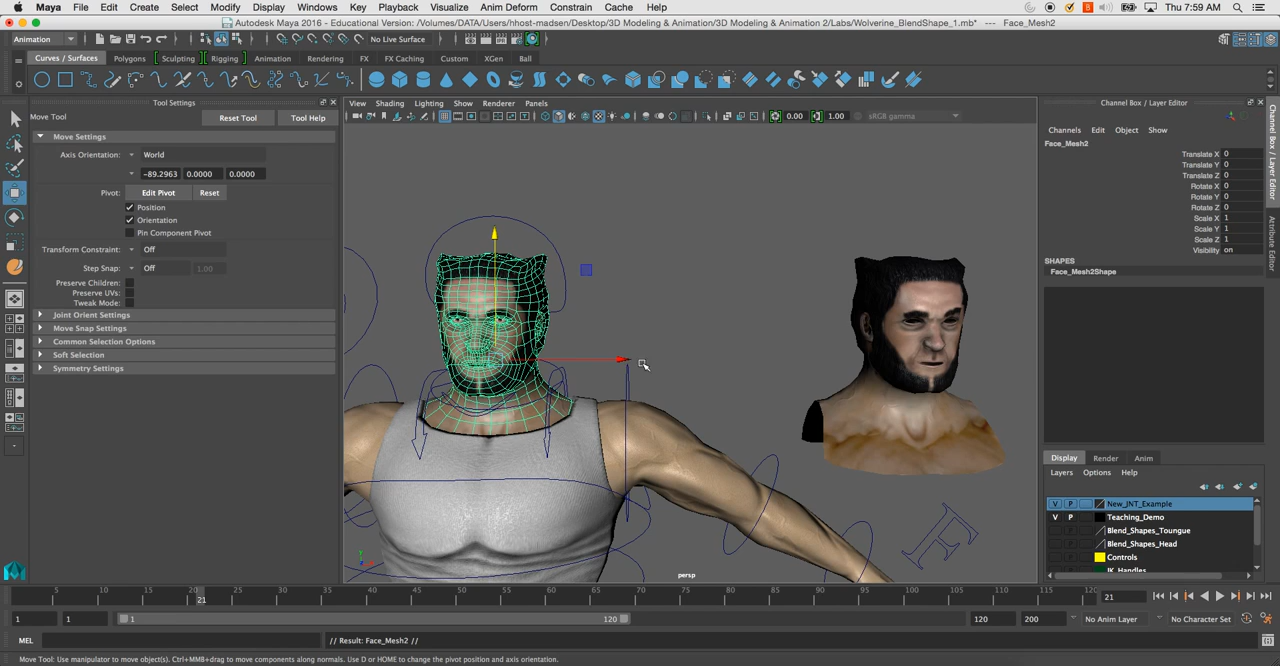 Maya File Edit Create Select Modify Display Windows Key Playback Visualize Anim Deform Constrain Cache Help Thu 7:59 AM
Autodesk Maya 2016 - Educational Version: /Volumes/DATA/Users/hhost-madsen/Desktop/3D Modeling & Animation/3D Modeling & Animation 2/Labs/Wolverine_BlendShape_1.mb* --- Face_Mesh2
Animation No Live Surface
Curves / Surfaces Polygons Sculpting Rigging Animation Rendering FX FX Caching Custom XGen Ball
Tool Settings
Move Tool Reset Tool Tool Help
Move Settings
Axis Orientation: World
-89.2963 0.0000 0.0000
Pivot: Edit Pivot Reset
Position
Orientation
Pin Component Pivot
Transform Constraint: Off
Step Snap: Off 1.00
Preserve Children:
Preserve UVs:
Tweak Mode:
Joint Orient Settings
Move Snap Settings
Common Selection Options
Soft Selection
Symmetry Settings
View Shading Lighting Show Renderer Panels
0.00 1.00 sRGB gamma
persp
Channel Box / Layer Editor
Channels Edit Object Show
Face_Mesh2
Translate X 0
Translate Y 0
Translate Z 0
Rotate X 0
Rotate Y 0
Rotate Z 0
Scale X 1
Scale Y 1
Scale Z 1
Visibility on
SHAPES
Face_Mesh2Shape
Display Render Anim
Layers Options Help
V P New_JNT_Example
V P Teaching_Demo
Blend_Shapes_Toungue
Blend_Shapes_Head
Controls
IK_Handles
Channel Box / Layer Editor
Attribute Editor
5 10 15 20 25 30 35 40 45 50 55 60 65 70 75 80 85 90 95 100 105 110 115 120
21 21
1 1 1 120 120 200 No Anim Layer No Character Set
MEL // Result: Face_Mesh2 //
Move Tool: Use manipulator to move object(s). Ctrl+MMB+drag to move components along normals. Use D or HOME to change the pivot position and axis orientation.